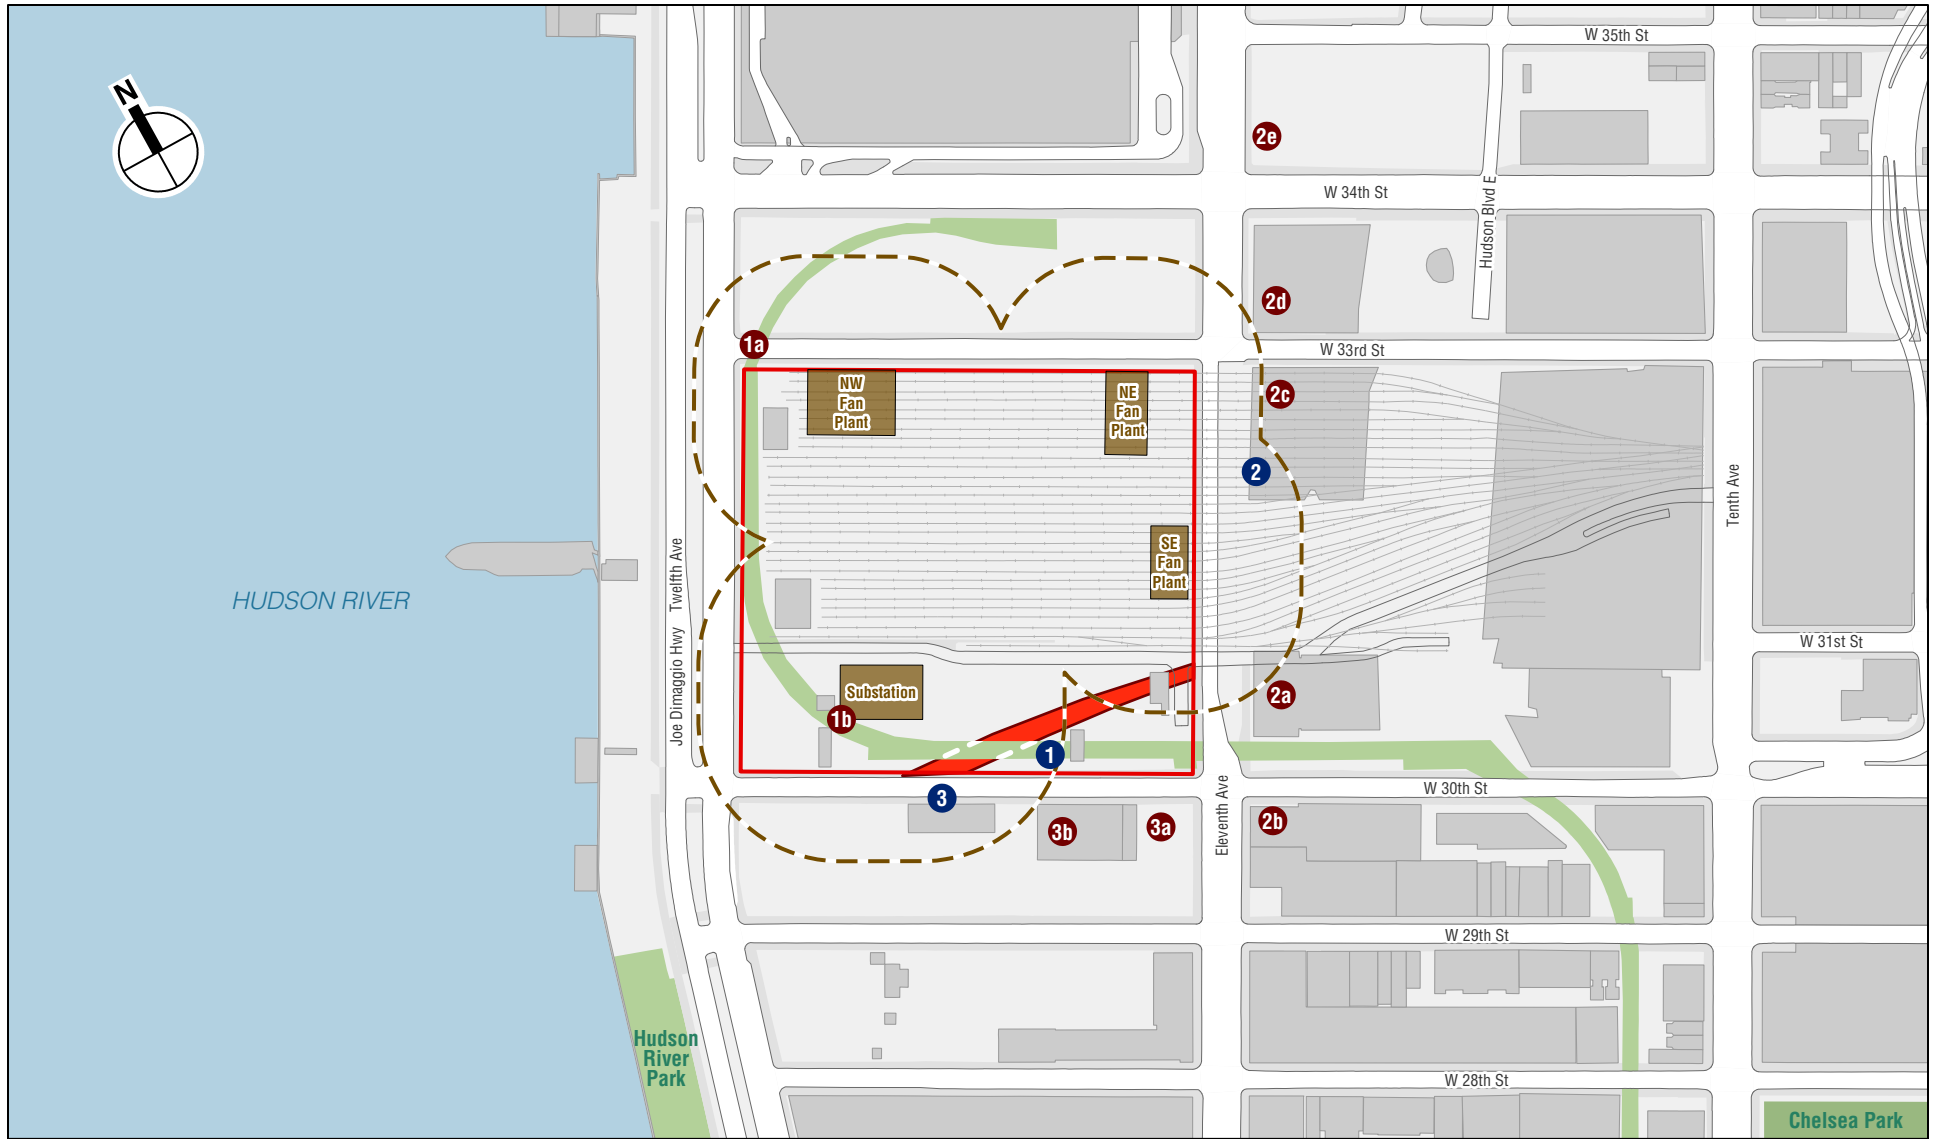 W 35th St
N
2e
W 34th St
Hudson Blvd E
2d
1a
W 33rd St
NW
Fan
Plant
NE
Fan
Plant
2c
2
Tenth Ave
SE
Fan
Plant
Twelfth Ave
Joe Dimaggio Hwy
HUDSON RIVER
W 31st St
Substation
1b
2a
1
3
W 30th St
Eleventh Ave
3b
3a
2b
W 29th St
Hudson
River
Park
W 28th St
Chelsea Park